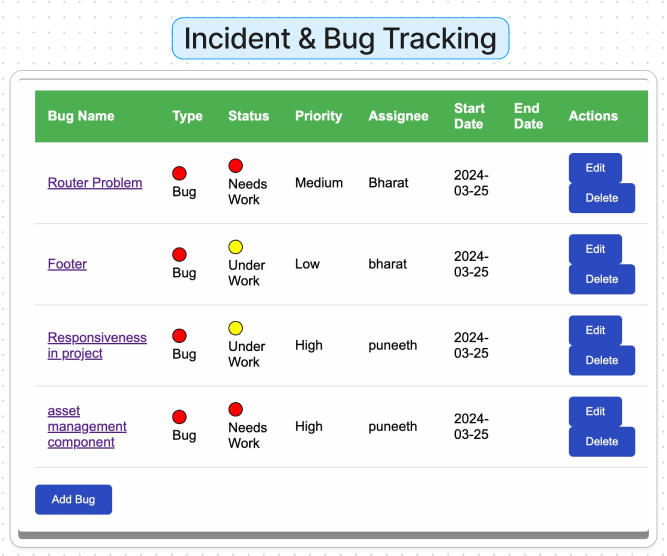 Incident & Bug Tracking
Bug Name Type Status Priority Assignee Start Date End Date Actions
Router Problem Bug Needs Work Medium Bharat 2024-03-25 Edit Delete
Footer Bug Under Work Low bharat 2024-03-25 Edit Delete
Responsiveness in project Bug Under Work High puneeth 2024-03-25 Edit Delete
asset management component Bug Needs Work High puneeth 2024-03-25 Edit Delete
Add Bug